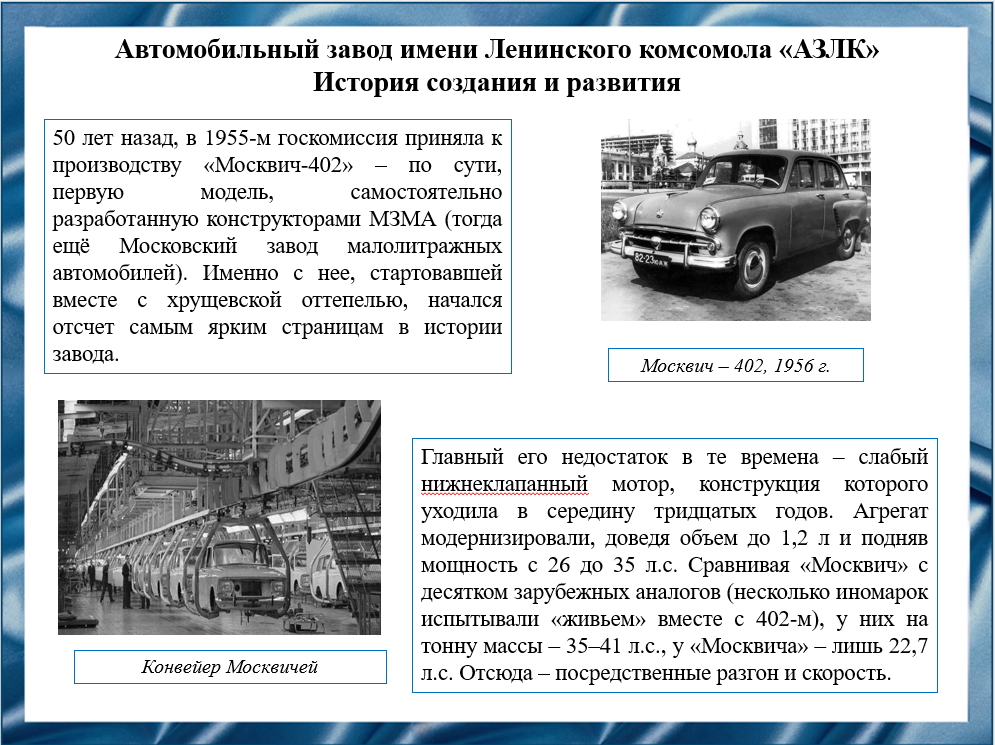 Автомобильный завод имени Ленинского комсомола «АЗЛК»
История создания и развития
50 лет назад, в 1955-м госкомиссия приняла к
производству «Москвич-402» – по сути,
первую модель, самостоятельно
разработанную конструкторами МЗМА (тогда
ещё Московский завод малолитражных
автомобилей). Именно с нее, стартовавшей
вместе с хрущевской оттепелью, начался
отсчет самым ярким страницам в истории
завода.
82-23
Москвич – 402, 1956 г.
Главный его недостаток в те времена – слабый
нижнеклапанный мотор, конструкция которого
уходила в середину тридцатых годов. Агрегат
модернизировали, доведя объем до 1,2 л и подняв
мощность с 26 до 35 л.с. Сравнивая «Москвич» с
десятком зарубежных аналогов (несколько иномарок
испытывали «живьем» вместе с 402-м), у них на
тонну массы – 35–41 л.с., у «Москвича» – лишь 22,7
л.с. Отсюда – посредственные разгон и скорость.
Конвейер Москвичей